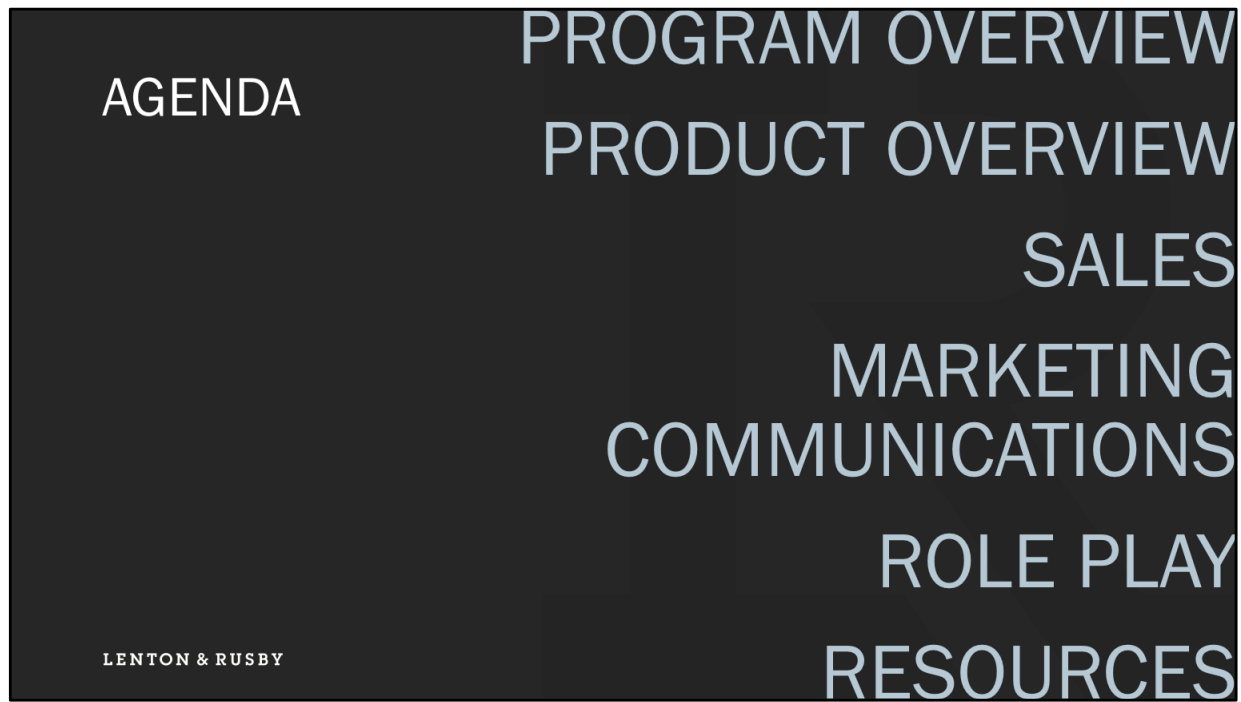 AGENDA
PROGRAM OVERVIEW
PRODUCT OVERVIEW
SALES
MARKETING
COMMUNICATIONS
ROLE PLAY
RESOURCES
LENTON & RUSBY